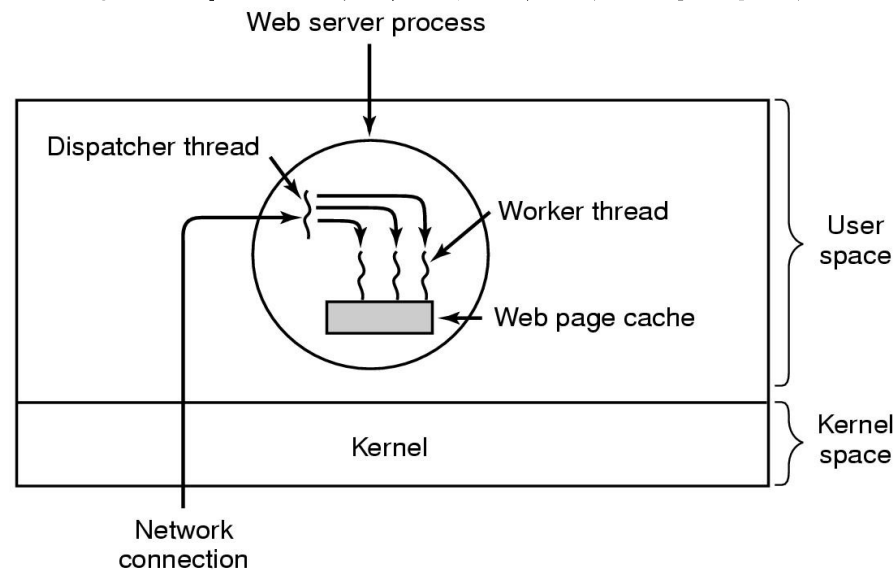 Web server process
Dispatcher thread
Worker thread
User
space
Web page cache
Kernel
Kernel
space
Network
connection